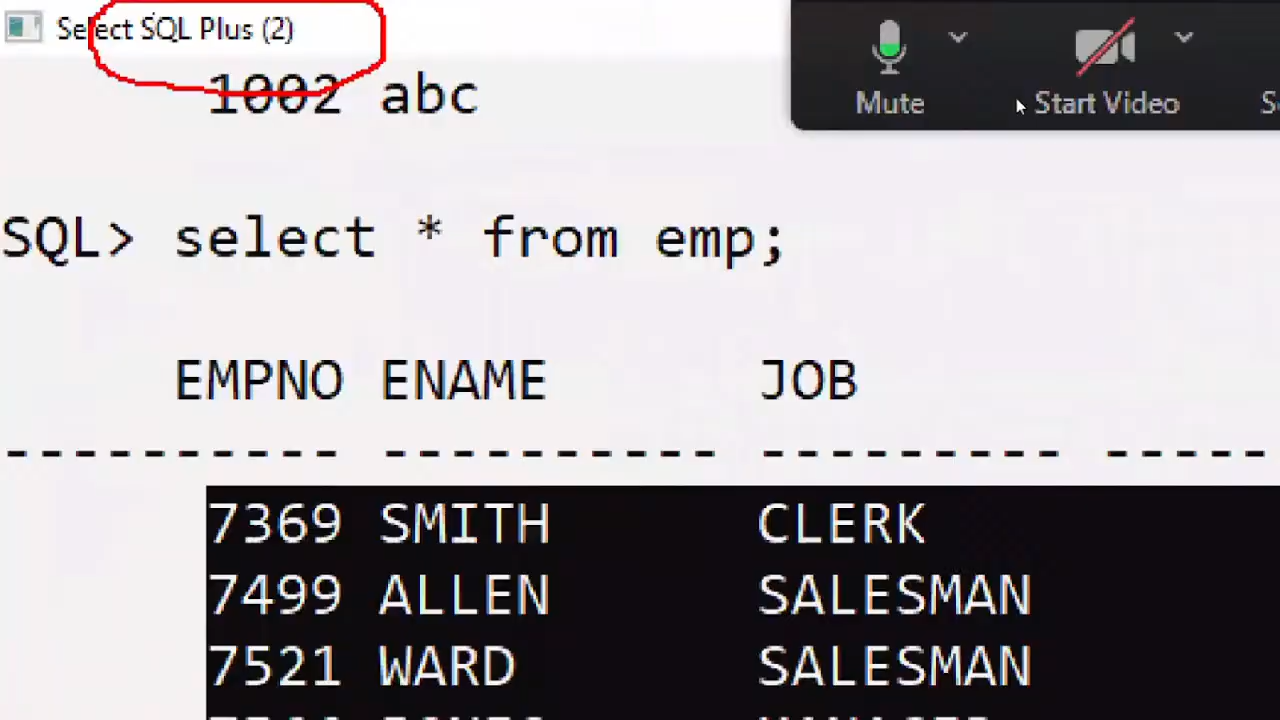 Select SQL Plus (2)
Mute Start Video
1002 abc
SQL> select * from emp;
EMPNO ENAME JOB
---------- ---------- --------- -----
7369 SMITH CLERK
7499 ALLEN SALESMAN
7521 WARD SALESMAN